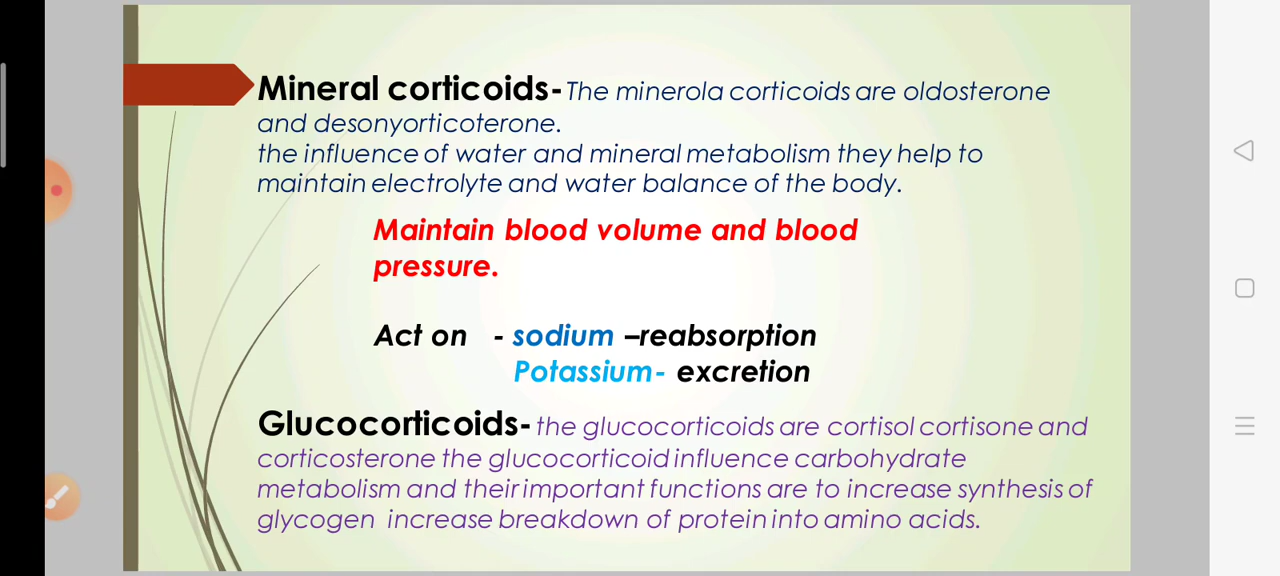 Mineral corticoids- The minerola corticoids are oldosterone
and desonyorticoterone.
the influence of water and mineral metabolism they help to
maintain electrolyte and water balance of the body.
Maintain blood volume and blood
pressure.
Act on - sodium –reabsorption
Potassium- excretion
Glucocorticoids- the glucocorticoids are cortisol cortisone and
corticosterone the glucocorticoid influence carbohydrate
metabolism and their important functions are to increase synthesis of
glycogen increase breakdown of protein into amino acids.